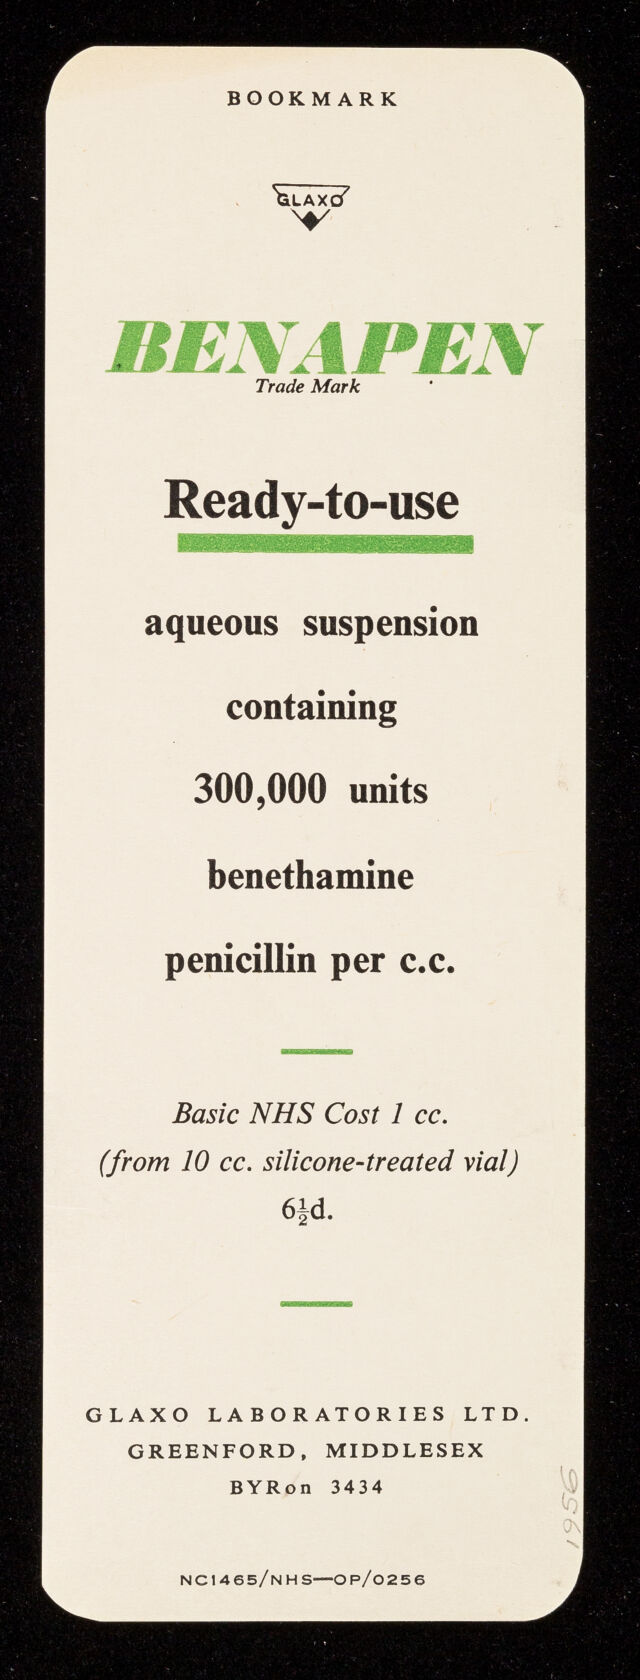 BOOKMARK
GLAXO
BENAPEN
Trade Mark
Ready-to-use
aqueous suspension
containing
300,000 units
benethamine
penicillin per c.c.
Basic NHS Cost 1 cc.
(from 10 cc. silicone-treated vial)
6½d.
GLAXO LABORATORIES LTD.
GREENFORD, MIDDLESEX
BYRon 3434
1956
NC1465/NHS—OP/0256